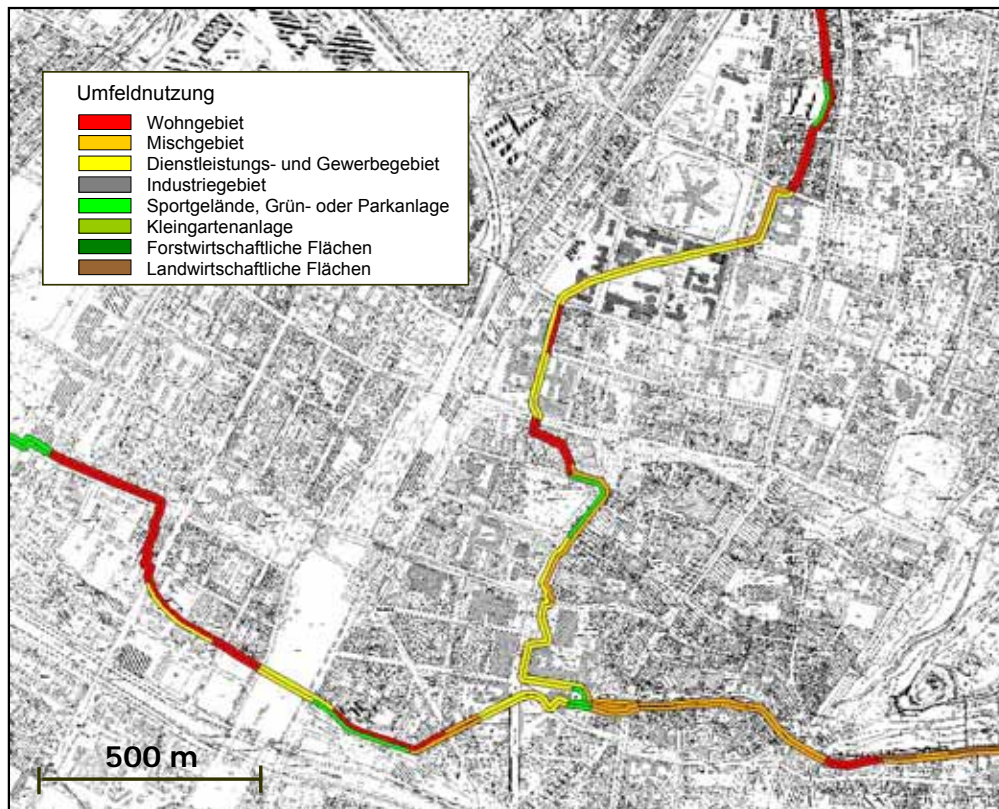 Umfeldnutzung
Wohngebiet
Mischgebiet
Dienstleistungs- und Gewerbegebiet
Industriegebiet
Sportgelände, Grün- oder Parkanlage
Kleingartenanlage
Forstwirtschaftliche Flächen
Landwirtschaftliche Flächen
500 m